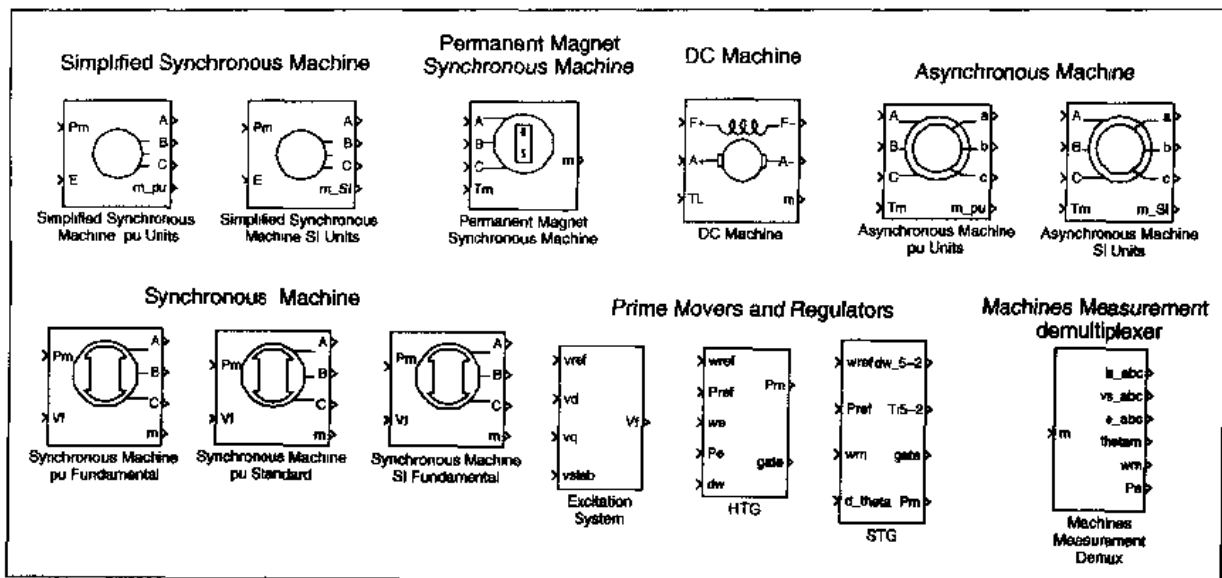 Simplified Synchronous Machine
Permanent Magnet
Synchronous Machine
DC Machine
Asynchronous Machine
Pm
E
A
B
C
m_pu
Simplified Synchronous
Machine pu Units
Pm
E
A
B
C
m_SI
Simplified Synchronous
Machine SI Units
A
B
C
Tm
N
S
m
Permanent Magnet
Synchronous Machine
F+
A+
TL
F-
A-
m
DC Machine
A
B
C
Tm
a
b
c
m_pu
Asynchronous Machine
pu Units
A
B
C
Tm
a
b
c
m_SI
Asynchronous Machine
SI Units
Synchronous Machine
Prime Movers and Regulators
Machines Measurement
demultiplexer
Pm
Vf
A
B
C
m
Synchronous Machine
pu Fundamental
Pm
Vf
A
B
C
m
Synchronous Machine
pu Standard
Pm
Vf
A
B
C
m
Synchronous Machine
SI Fundamental
vref
vd
vq
vstab
Vf
Excitation
System
wref
Pref
we
Pe
dw
Pm
gate
HTG
wref
Pref
wm
d_theta
dw_5-2
Tr5-2
gate
Pm
STG
m
is_abc
vs_abc
e_abc
thetam
wm
Pe
Machines
Measurement
Demux